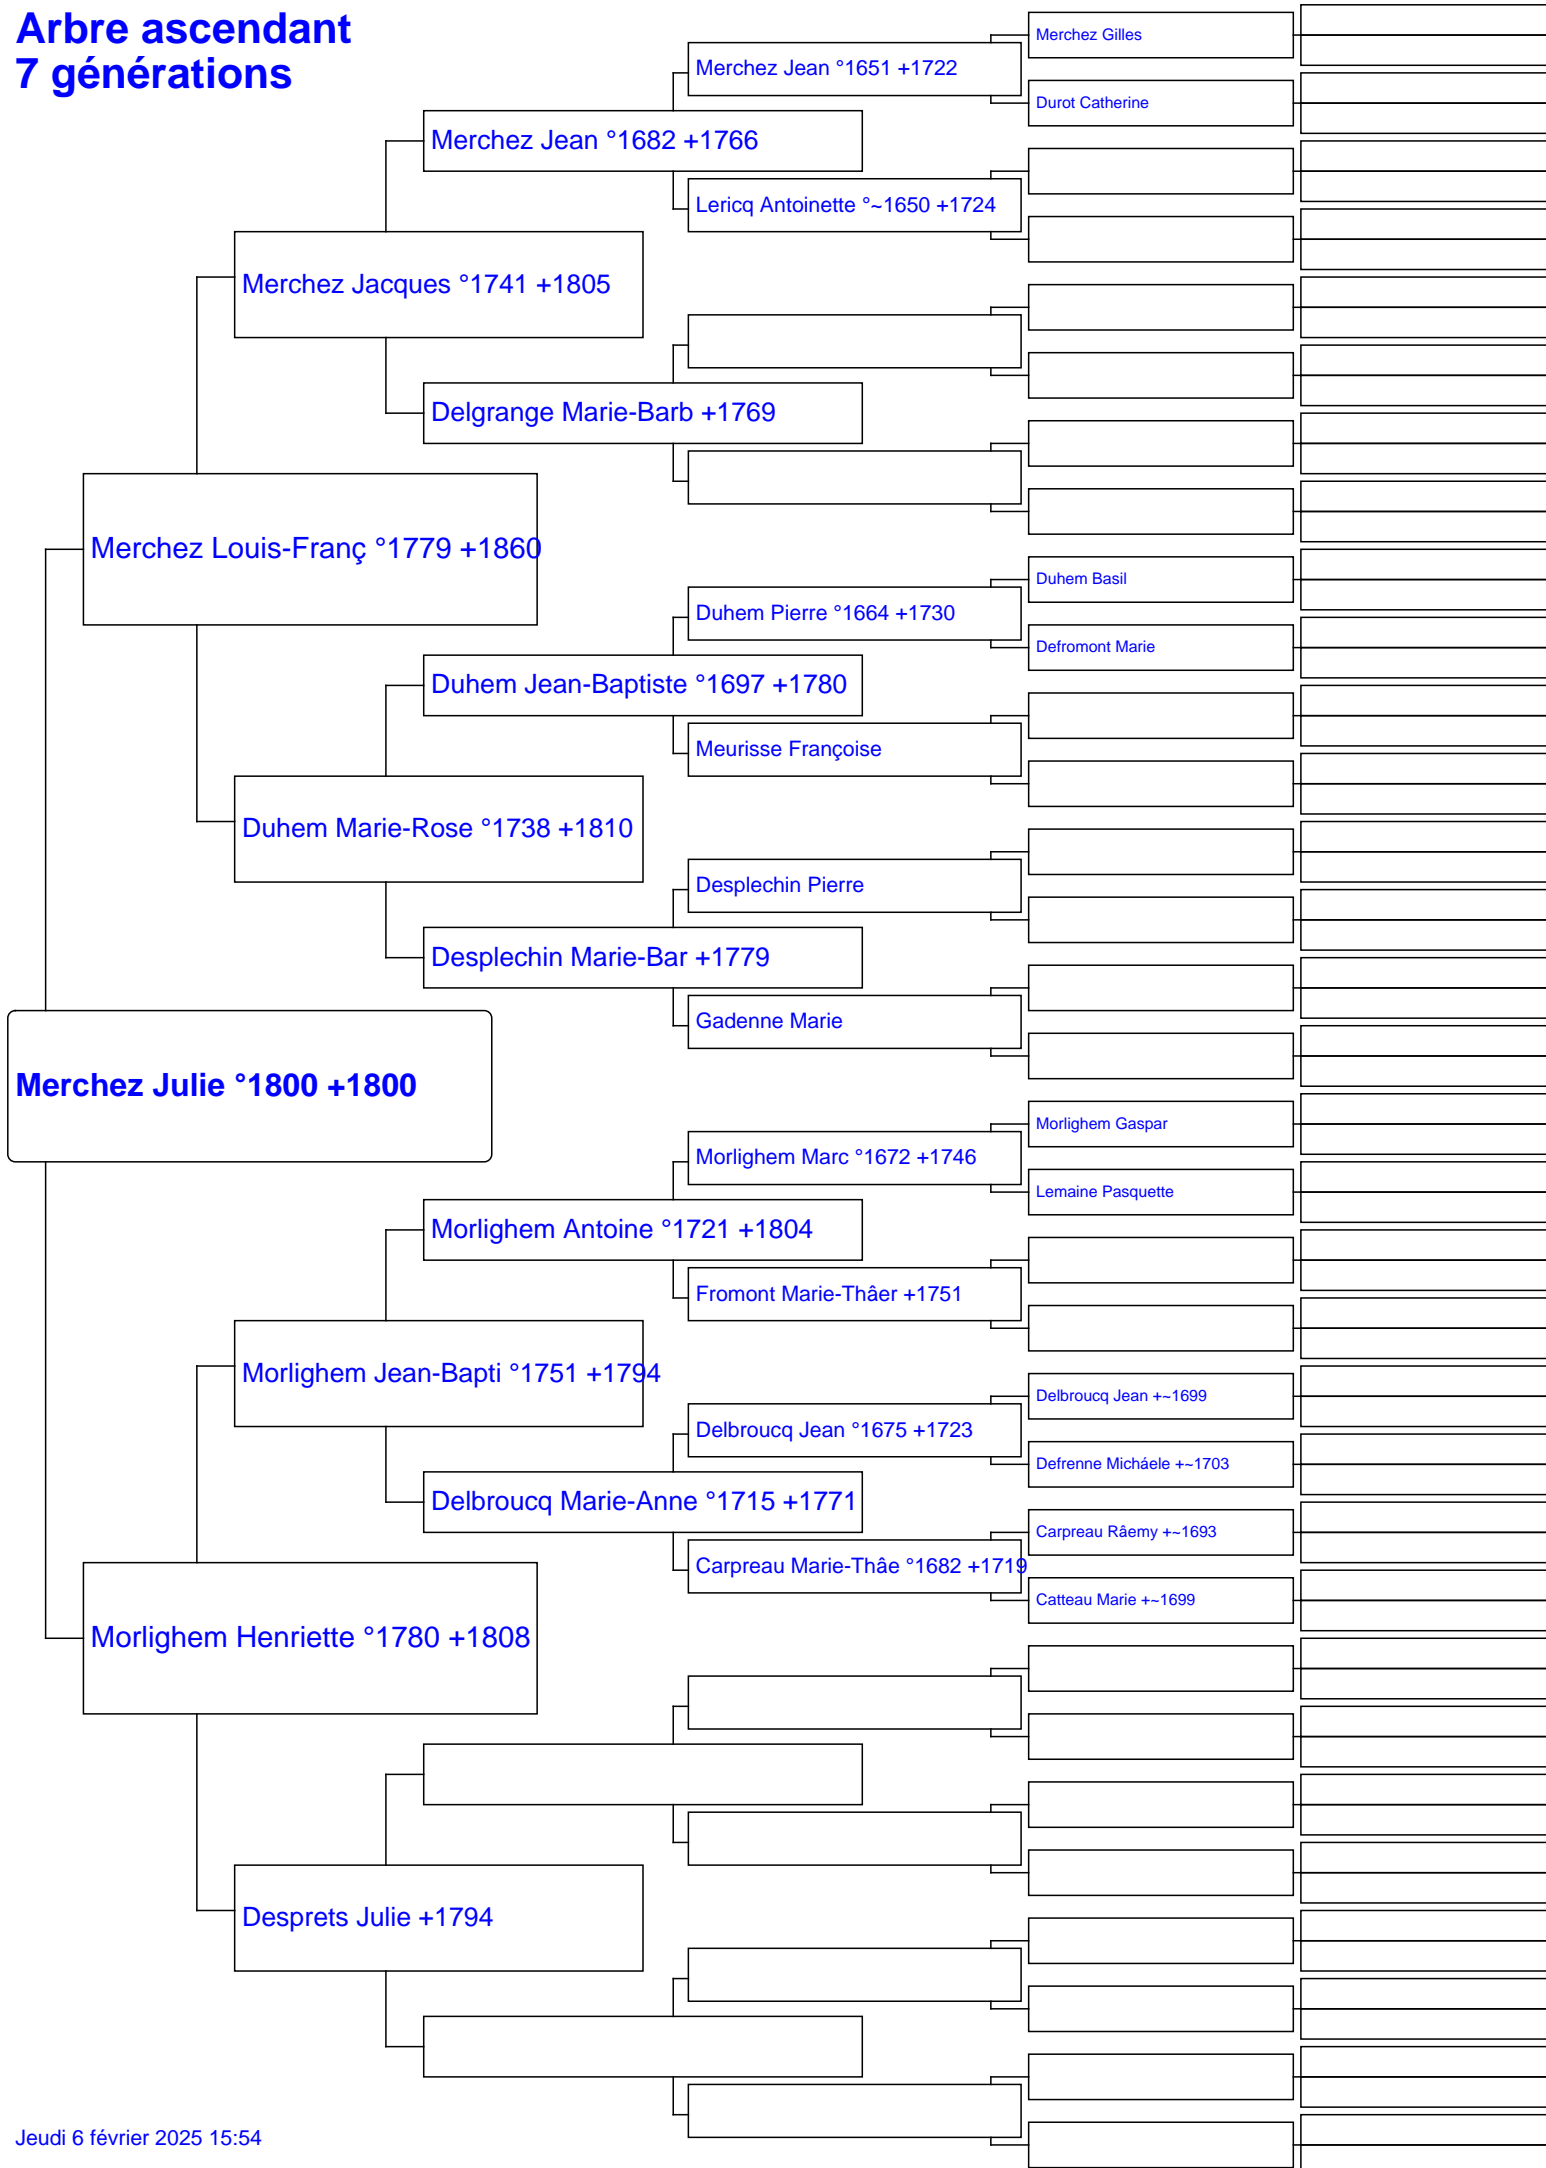 Arbre ascendant
7 générations
Merchez Gilles
Merchez Jean °1651 +1722
Durot Catherine
Merchez Jean °1682 +1766
Lericq Antoinette °~1650 +1724
Merchez Jacques °1741 +1805
Delgrange Marie-Barb +1769
Merchez Louis-Franç °1779 +1860
Duhem Basil
Duhem Pierre °1664 +1730
Defromont Marie
Duhem Jean-Baptiste °1697 +1780
Meurisse Françoise
Duhem Marie-Rose °1738 +1810
Desplechin Pierre
Desplechin Marie-Bar +1779
Gadenne Marie
Merchez Julie °1800 +1800
Morlighem Gaspar
Morlighem Marc °1672 +1746
Lemaine Pasquette
Morlighem Antoine °1721 +1804
Fromont Marie-Thâer +1751
Morlighem Jean-Bapti °1751 +1794
Delbroucq Jean +~1699
Delbroucq Jean °1675 +1723
Defrenne Micháele +~1703
Delbroucq Marie-Anne °1715 +1771
Carpreau Râemy +~1693
Carpreau Marie-Thâe °1682 +1719
Catteau Marie +~1699
Morlighem Henriette °1780 +1808
Desprets Julie +1794
Jeudi 6 février 2025 15:54